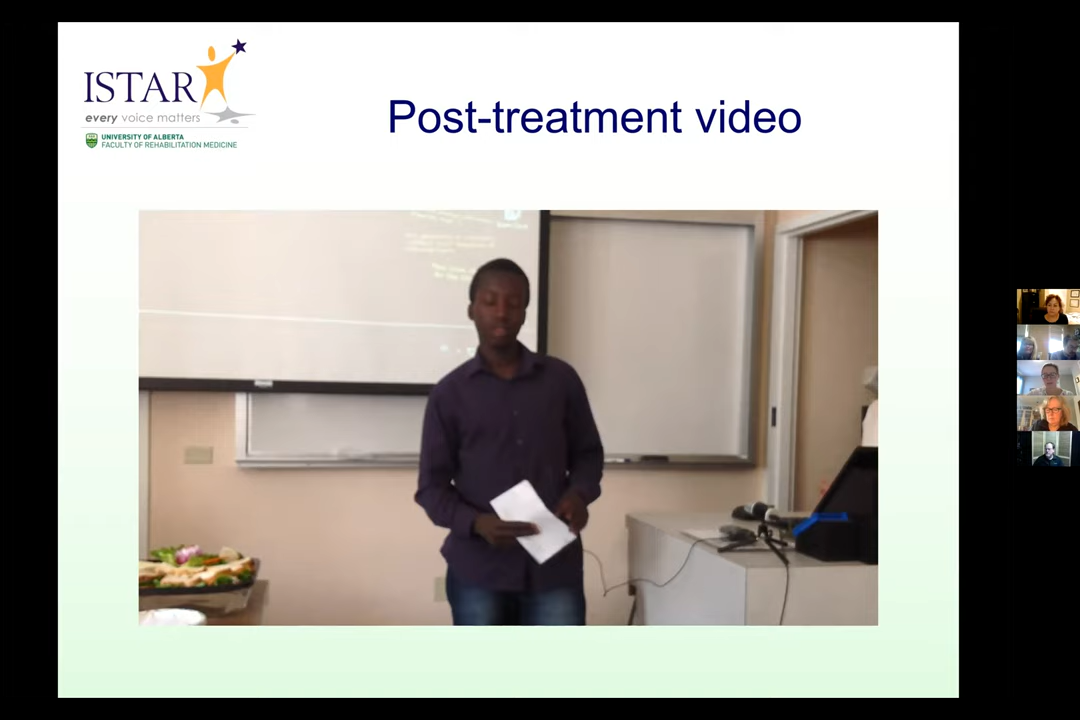 ISTAR
every voice matters
UNIVERSITY OF ALBERTA
FACULTY OF REHABILITATION MEDICINE
Post-treatment video